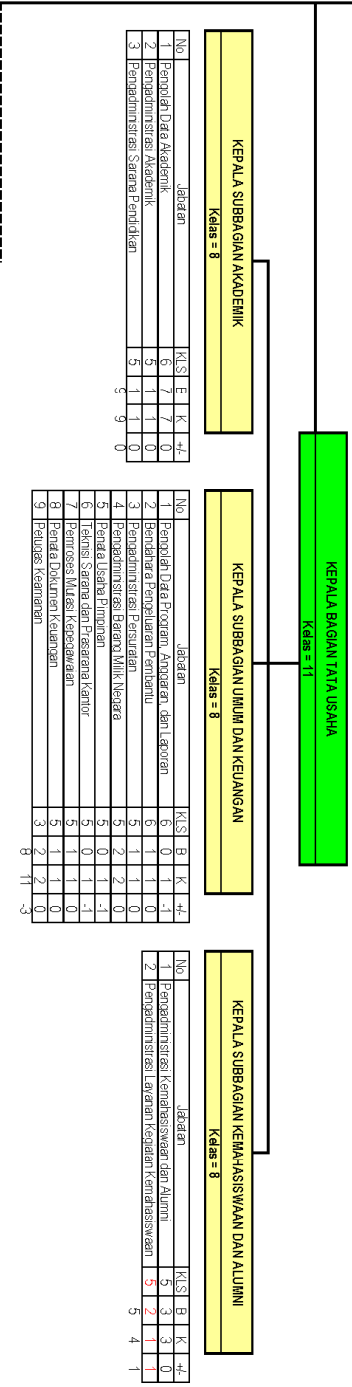 KEPALA BAGIAN TATA USAHA
Kelas = 11
KEPALA SUBBAGIAN AKADEMIK
Kelas = 8
No Jabatan KLS B K +/-
1 Pengolah Data Akademik 6 7 7 0
2 Pengadministrasi Akademik 5 1 1 0
3 Pengadministrasi Sarana Pendidikan 5 1 1 0
9 9 0
KEPALA SUBBAGIAN UMUM DAN KEUANGAN
Kelas = 8
No Jabatan KLS B K +/-
1 Pengolah Data Program, Anggaran, dan Laporan 6 0 1 -1
2 Bendahara Pengeluaran Pembantu 6 1 1 0
3 Pengadministrasi Persuratan 5 1 1 0
4 Pengadministrasi Barang Milik Negara 5 2 2 0
5 Penata Usaha Pimpinan 5 0 1 -1
6 Teknisi Sarana dan Prasarana Kantor 5 0 1 -1
7 Pemroses Mutasi Kepegawaian 5 1 1 0
8 Penata Dokumen Keuangan 5 1 1 0
9 Petugas Keamanan 3 2 2 0
8 11 -3
KEPALA SUBBAGIAN KEMAHASISWAAN DAN ALUMNI
Kelas = 8
No Jabatan KLS B K +/-
1 Pengadministrasi Kemahasiswaan dan Alumni 5 3 3 0
2 Pengadministrasi Layanan Kegiatan Kemahasiswaan 5 2 1 1
5 4 1